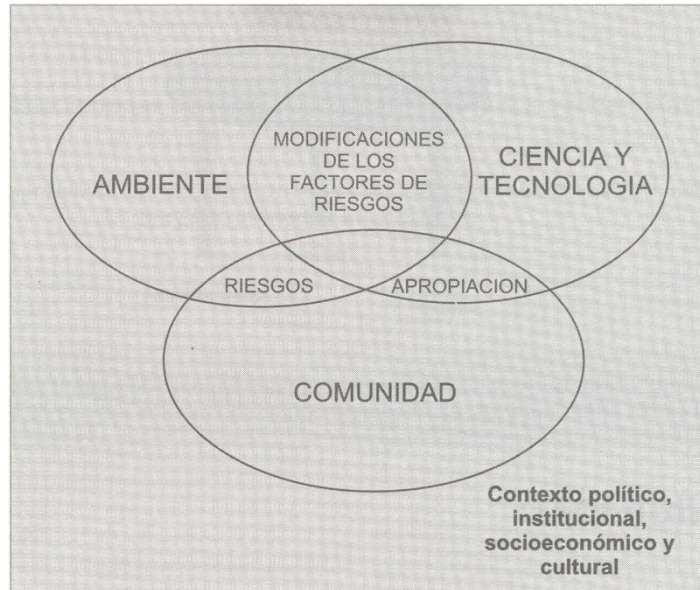 MODIFICACIONES
DE LOS
FACTORES DE
RIESGOS
AMBIENTE
CIENCIA Y
TECNOLOGIA
RIESGOS
APROPIACION
COMUNIDAD
Contexto político,
institucional,
socioeconómico y
cultural